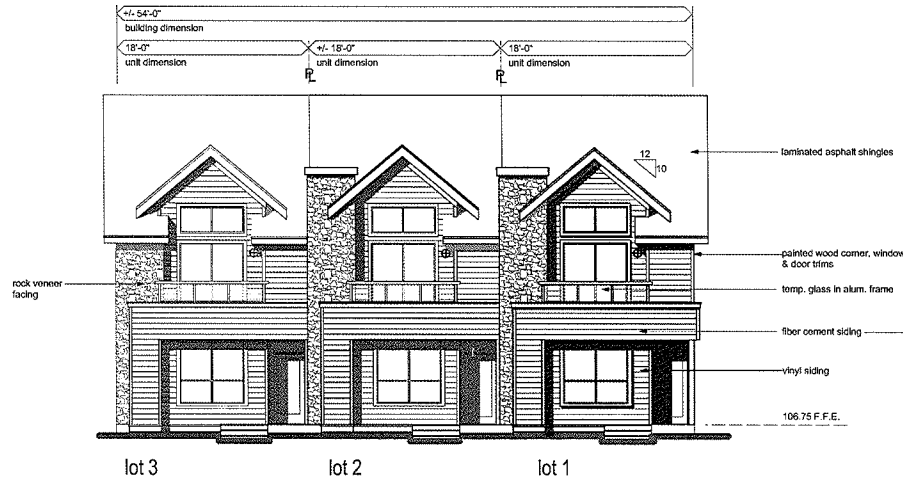 +/- 54'-0"
building dimension
18'-0"
+/- 18'-0"
18'-0"
unit dimension
unit dimension
unit dimension
PL
PL
12
10
laminated asphalt shingles
painted wood corner, window
& door trims
rock veneer
facing
temp. glass in alum. frame
fiber cement siding
vinyl siding
106.75 F.F.E.
lot 3
lot 2
lot 1